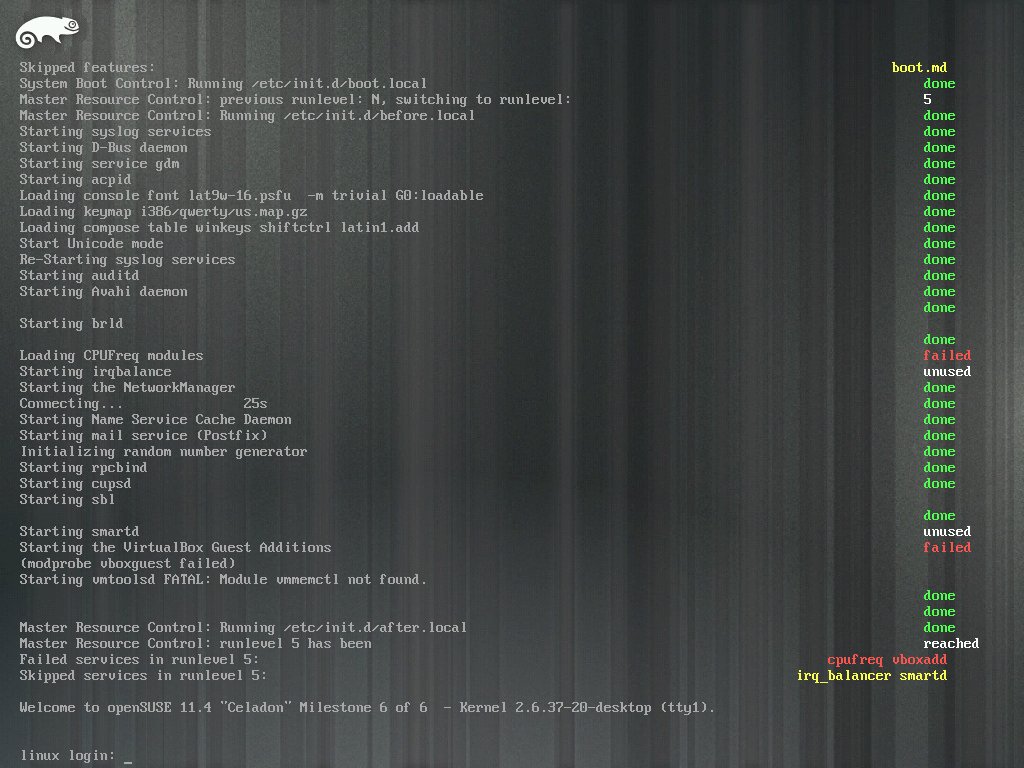 Skipped features: boot.md
System Boot Control: Running /etc/init.d/boot.local done
Master Resource Control: previous runlevel: N, switching to runlevel: 5
Master Resource Control: Running /etc/init.d/before.local done
Starting syslog services done
Starting D-Bus daemon done
Starting service gdm done
Starting acpid done
Loading console font lat9w-16.psfu  -m trivial G0:loadable done
Loading keymap i386/qwerty/us.map.gz done
Loading compose table winkeys shiftctrl latin1.add done
Start Unicode mode done
Re-Starting syslog services done
Starting auditd done
Starting Avahi daemon done
done
Starting brld
done
Loading CPUFreq modules failed
Starting irqbalance unused
Starting the NetworkManager done
Connecting... 25s done
Starting Name Service Cache Daemon done
Starting mail service (Postfix) done
Initializing random number generator done
Starting rpcbind done
Starting cupsd done
Starting sbl
done
Starting smartd unused
Starting the VirtualBox Guest Additions failed
(modprobe vboxguest failed)
Starting vmtoolsd FATAL: Module vmmemctl not found.
done
done
Master Resource Control: Running /etc/init.d/after.local done
Master Resource Control: runlevel 5 has been reached
Failed services in runlevel 5: cpufreq vboxadd
Skipped services in runlevel 5: irq_balancer smartd
Welcome to openSUSE 11.4 "Celadon" Milestone 6 of 6  - Kernel 2.6.37-20-desktop (tty1).
linux login: _